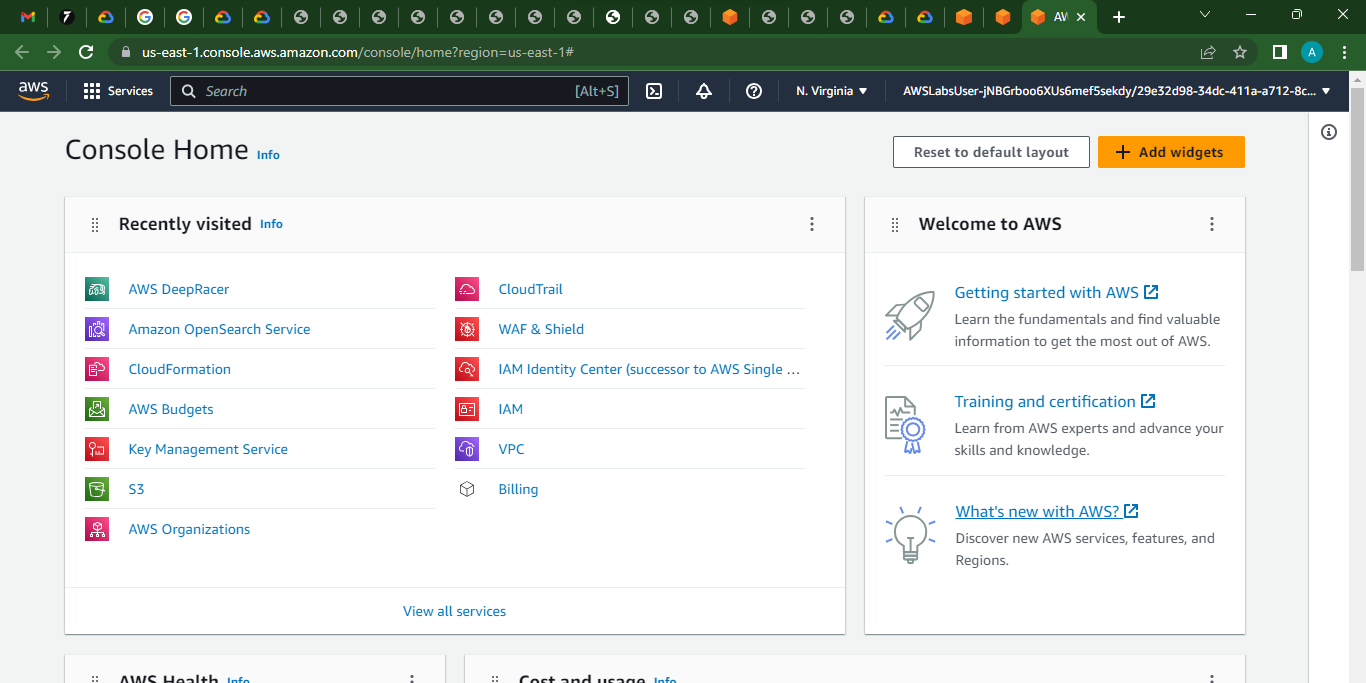 AW
us-east-1.console.aws.amazon.com/console/home?region=us-east-1#
A
aws
Services
Search
[Alt+S]
N. Virginia
AWSLabsUser-jNBGrboo6XUs6mef5sekdy/29e32d98-34dc-411a-a712-8c...
Console Home Info
Reset to default layout
Add widgets
Recently visited Info
AWS DeepRacer
Amazon OpenSearch Service
CloudFormation
AWS Budgets
Key Management Service
S3
AWS Organizations
CloudTrail
WAF & Shield
IAM Identity Center (successor to AWS Single ...
IAM
VPC
Billing
View all services
Welcome to AWS
Getting started with AWS
Learn the fundamentals and find valuable
information to get the most out of AWS.
Training and certification
Learn from AWS experts and advance your
skills and knowledge.
What's new with AWS?
Discover new AWS services, features, and
Regions.
AWS Health Info
Cost and usage Info